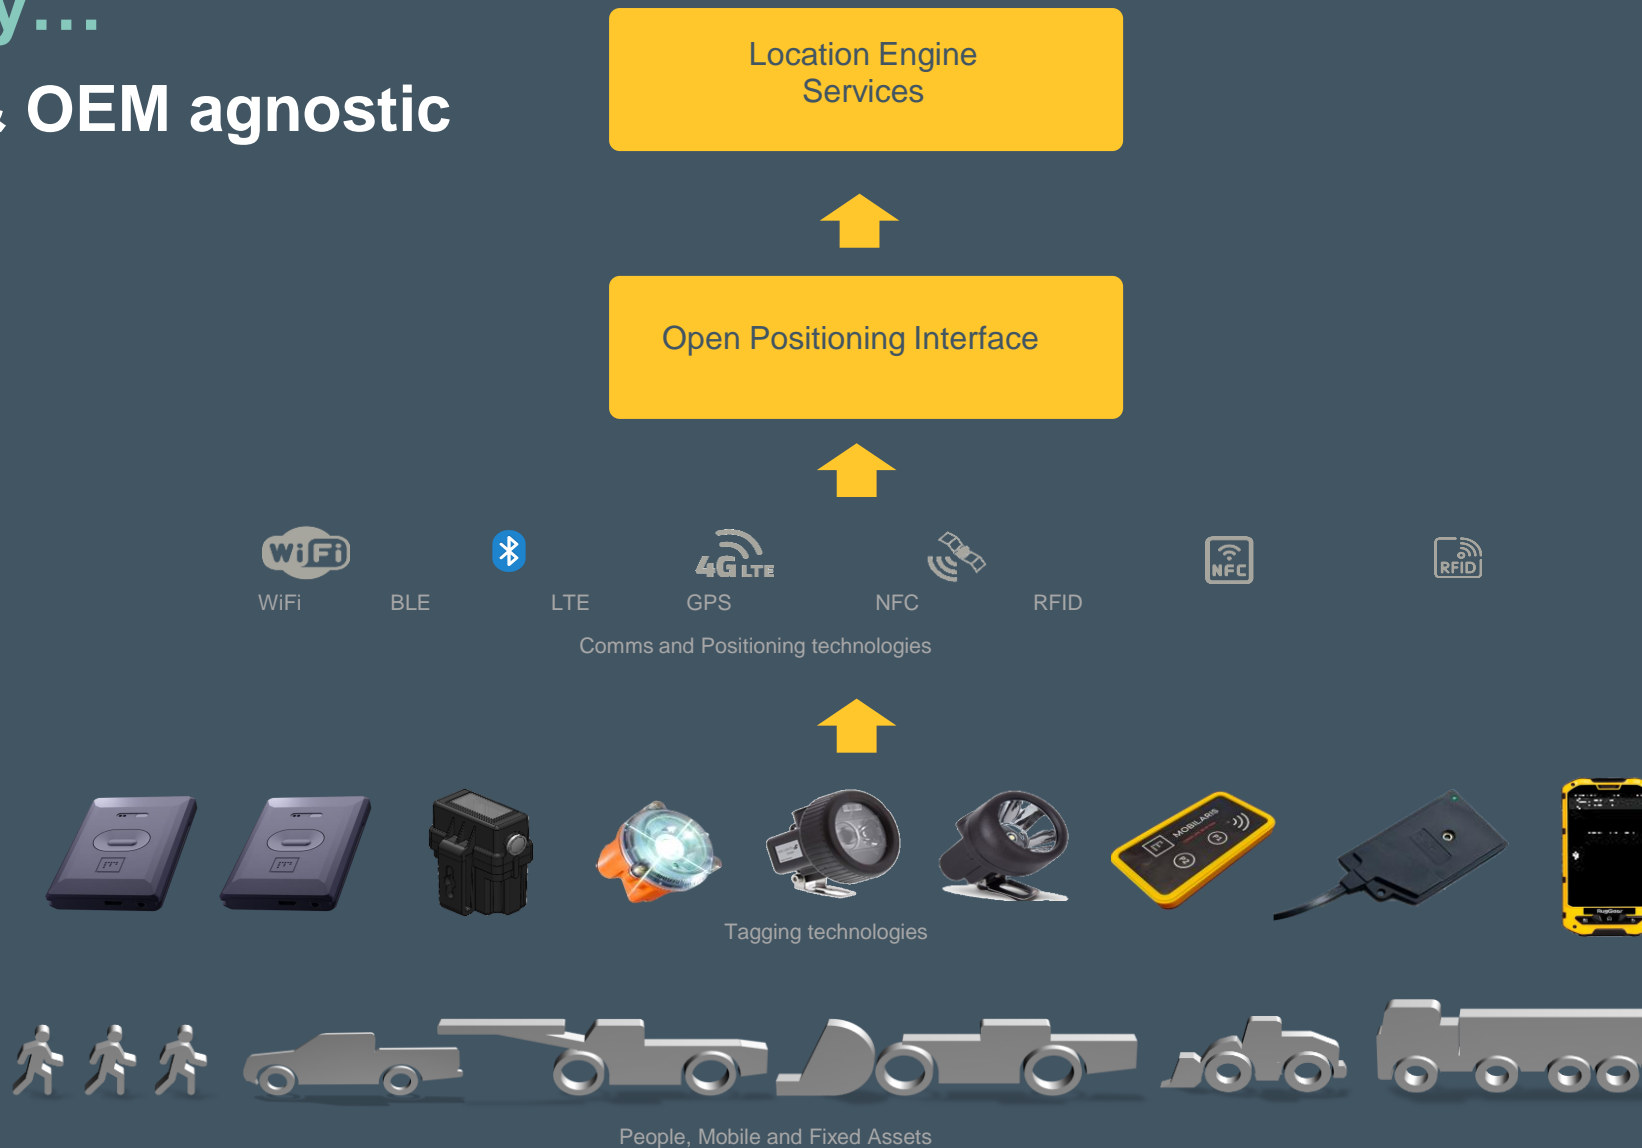 y...
& OEM agnostic
Location Engine
Services
Open Positioning Interface
WiFi
4G LTE
NFC
RFID
WiFi BLE LTE GPS NFC RFID
Comms and Positioning technologies
MOBILARIS
RugGear
Tagging technologies
People, Mobile and Fixed Assets